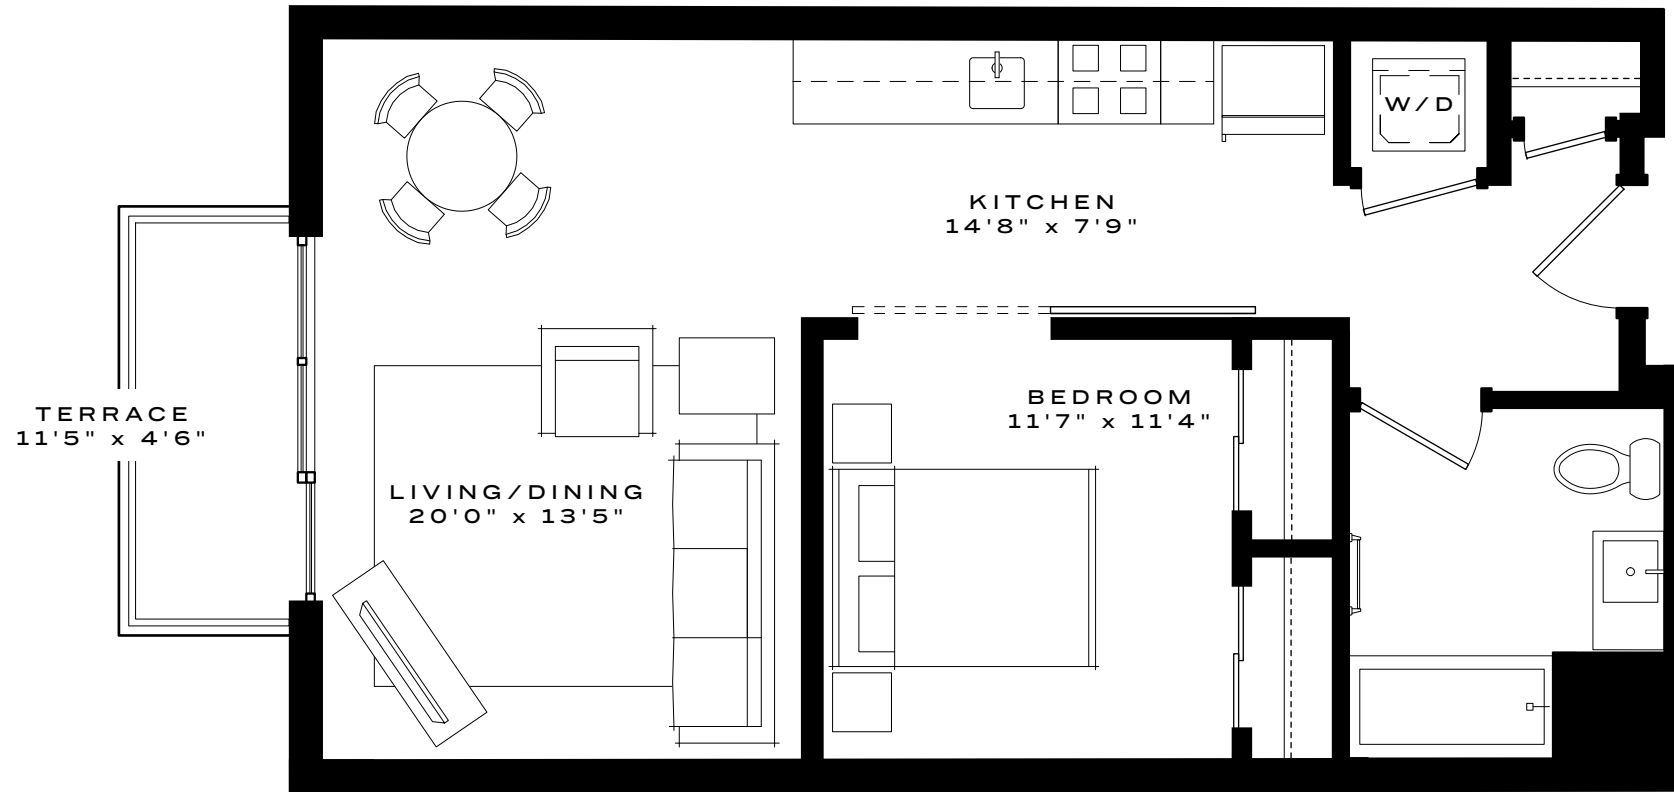 W/D
KITCHEN
14'8" x 7'9"
BEDROOM
11'7" x 11'4"
TERRACE
11'5" x 4'6"
LIVING/DINING
20'0" x 13'5"